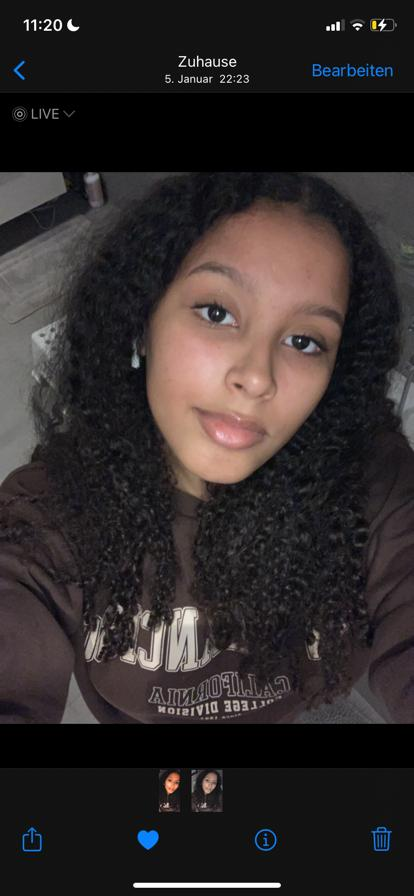 11:20
Zuhause
5. Januar 22:23
Bearbeiten
LIVE
CALIFORNIA
COLLEGE DIVISION